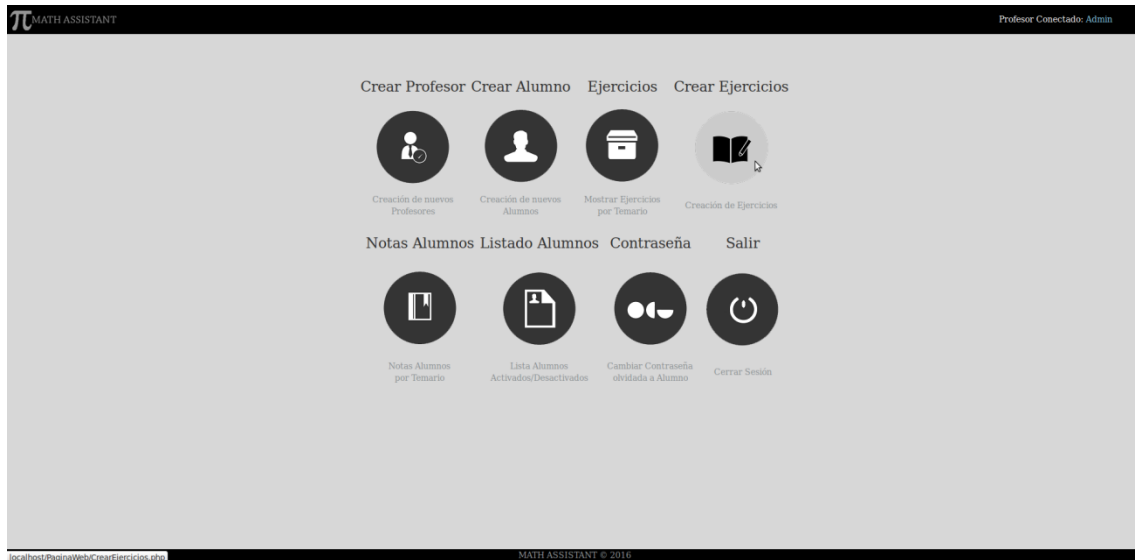 MATH ASSISTANT
Profesor Conectado: Admin
Crear Profesor Crear Alumno Ejercicios Crear Ejercicios
Creación de nuevos Profesores
Creación de nuevos Alumnos
Mostrar Ejercicios por Temario
Creación de Ejercicios
Notas Alumnos Listado Alumnos Contraseña Salir
Notas Alumnos por Temario
Lista Alumnos Activados/Desactivados
Cambiar Contraseña olvidada a Alumno
Cerrar Sesión
localhost/PaginaWeb/CrearEjercicios.php
MATH ASSISTANT © 2016